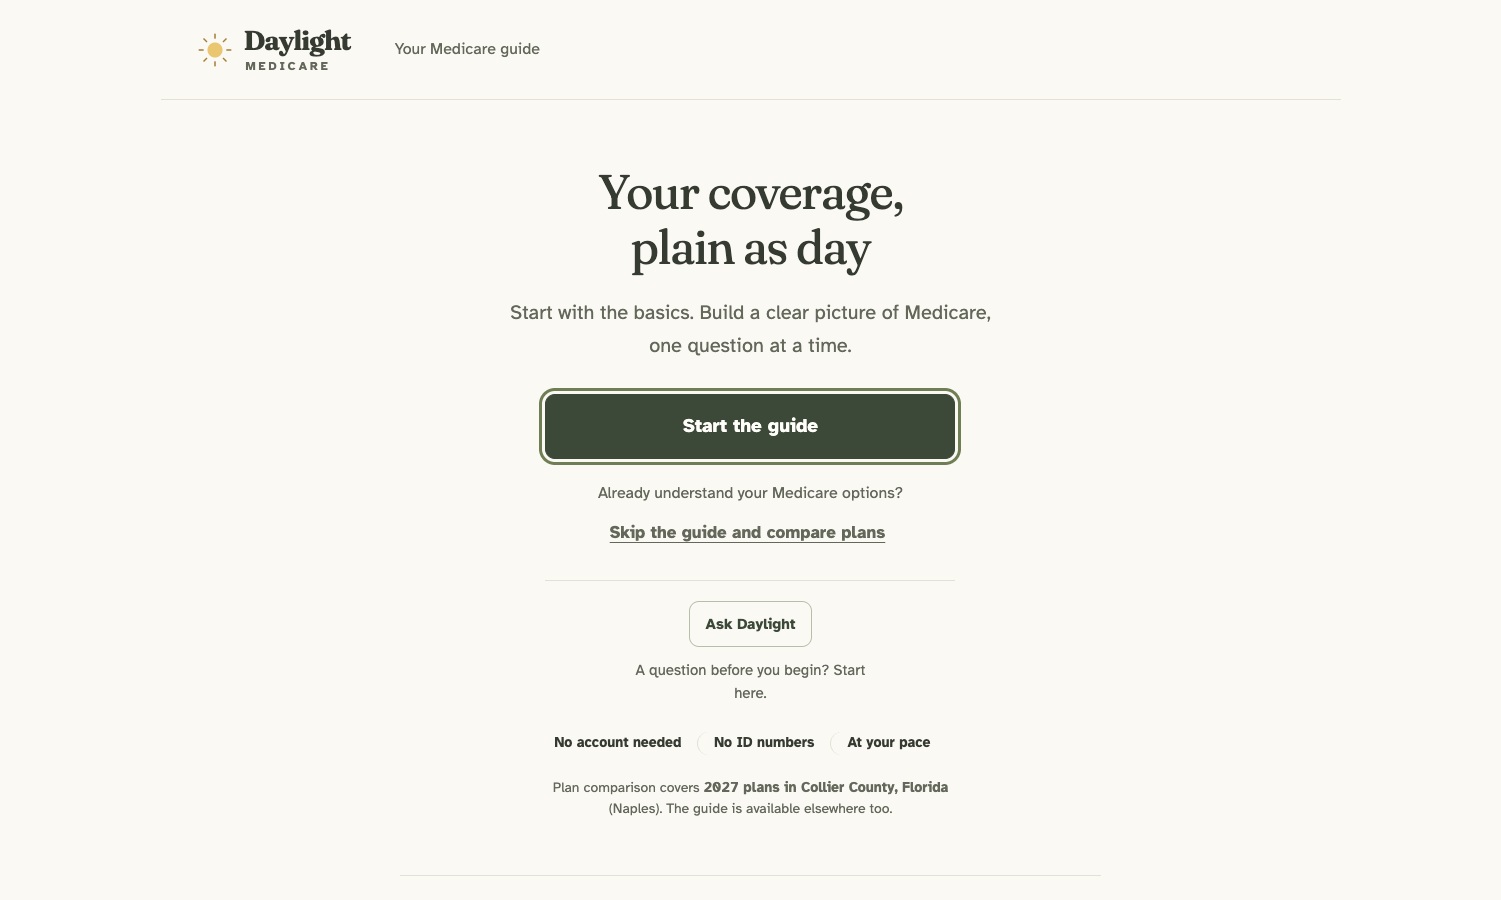 Daylight
MEDICARE
Your Medicare guide
Your coverage,
plain as day
Start with the basics. Build a clear picture of Medicare,
one question at a time.
Start the guide
Already understand your Medicare options?
Skip the guide and compare plans
Ask Daylight
A question before you begin? Start
here.
No account needed
No ID numbers
At your pace
Plan comparison covers 2027 plans in Collier County, Florida
(Naples). The guide is available elsewhere too.